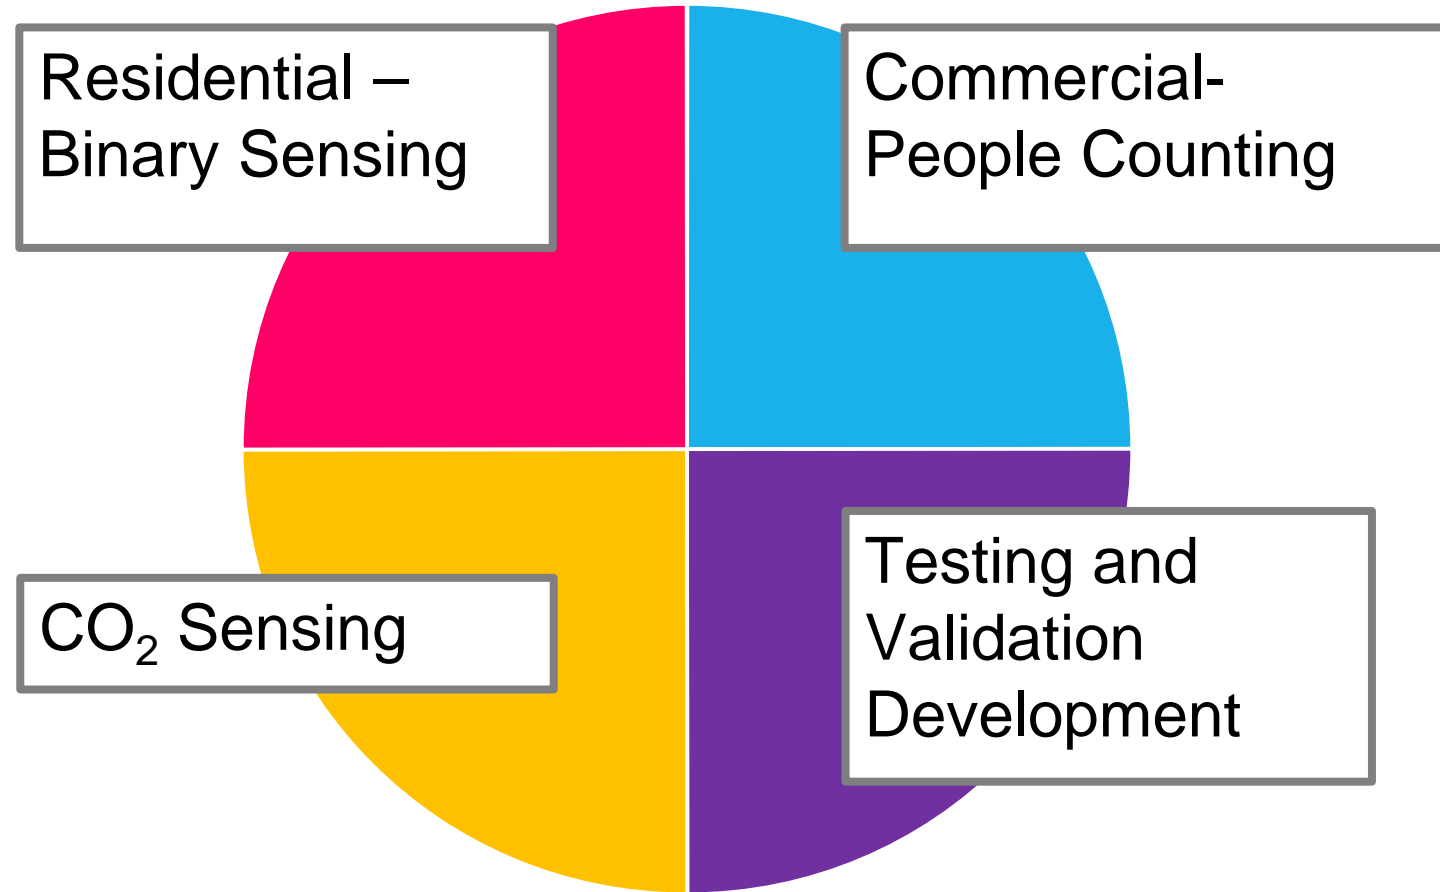 Residential –
Binary Sensing
Commercial-
People Counting
CO₂ Sensing
Testing and
Validation
Development